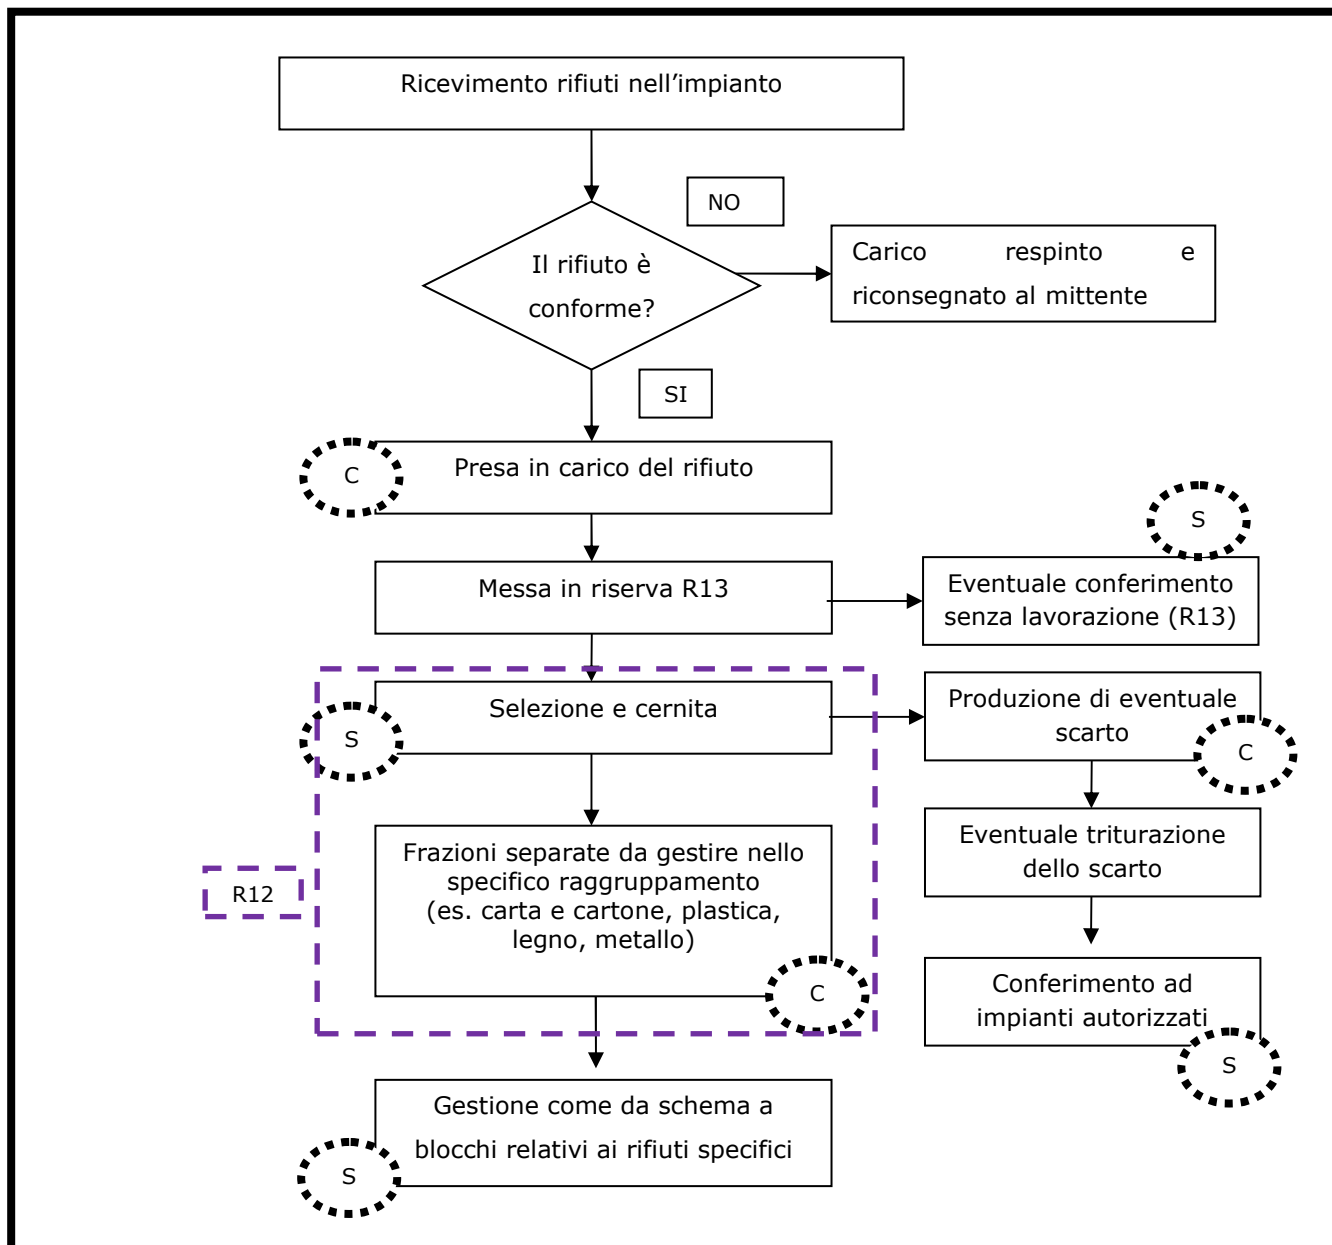 Ricevimento rifiuti nell’impianto
NO
Il rifiuto è
conforme?
Carico respinto e
riconsegnato al mittente
SI
C
Presa in carico del rifiuto
S
Messa in riserva R13
Eventuale conferimento
senza lavorazione (R13)
Selezione e cernita
S
Produzione di eventuale
scarto
C
Frazioni separate da gestire nello
specifico raggruppamento
(es. carta e cartone, plastica,
legno, metallo)
C
R12
Eventuale triturazione
dello scarto
Conferimento ad
impianti autorizzati
S
Gestione come da schema a
blocchi relativi ai rifiuti specifici
S